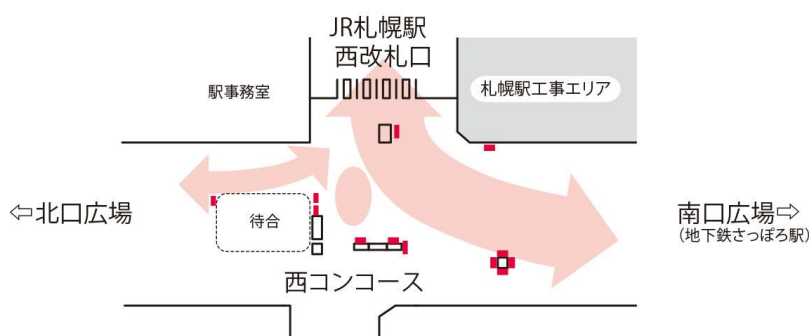 JR札幌駅
西改札口
駅事務室
札幌駅工事エリア
⇦北口広場
待合
南口広場⇨
(地下鉄さっぽろ駅)
西コンコース